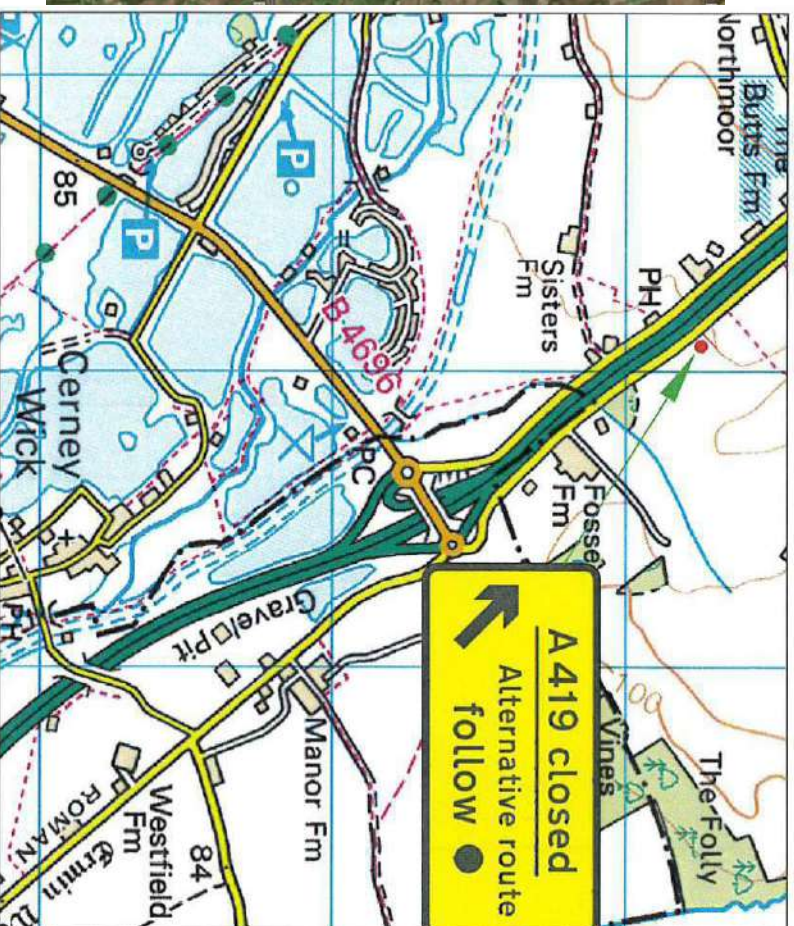 Northmoor
Butts Fm
PH
Sisters
Fm
P
P
85
B 4696
Cerney
Wick
PC
Fosse
Fm
PH
Gravel Pit
A 419 closed
Alternative route
follow
100
Vines
The Folly
Manor Fm
Westfield
Fm
84
ROMAN
Ermin